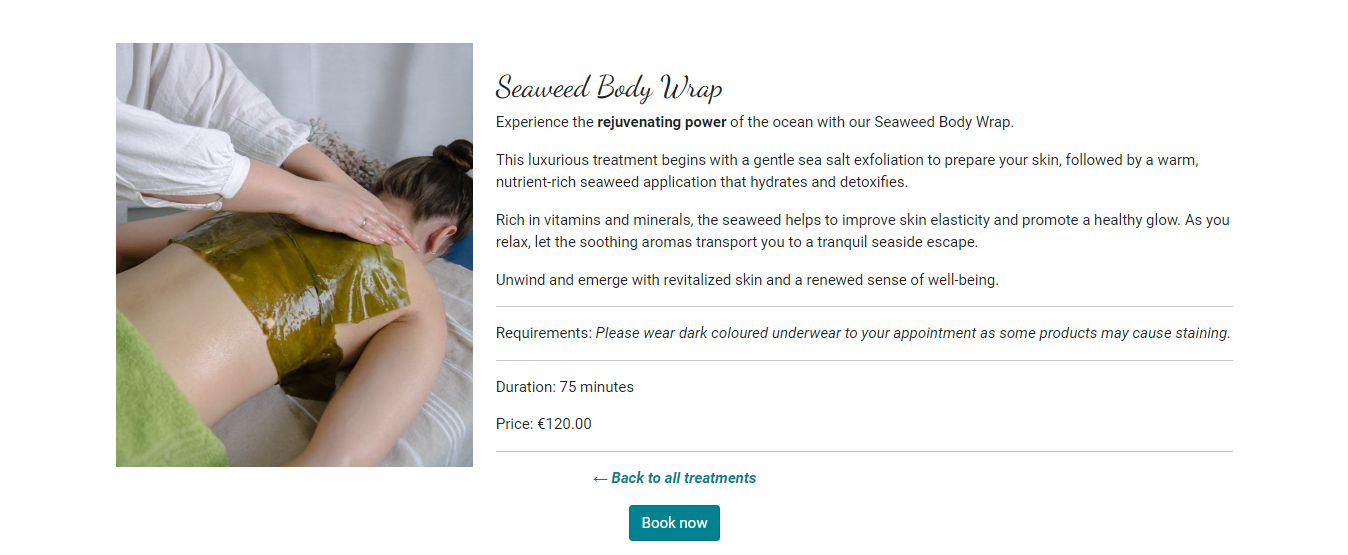 Seaweed Body Wrap
Experience the rejuvenating power of the ocean with our Seaweed Body Wrap.
This luxurious treatment begins with a gentle sea salt exfoliation to prepare your skin, followed by a warm,
nutrient-rich seaweed application that hydrates and detoxifies.
Rich in vitamins and minerals, the seaweed helps to improve skin elasticity and promote a healthy glow. As you
relax, let the soothing aromas transport you to a tranquil seaside escape.
Unwind and emerge with revitalized skin and a renewed sense of well-being.
Requirements: Please wear dark coloured underwear to your appointment as some products may cause staining.
Duration: 75 minutes
Price: €120.00
← Back to all treatments
Book now